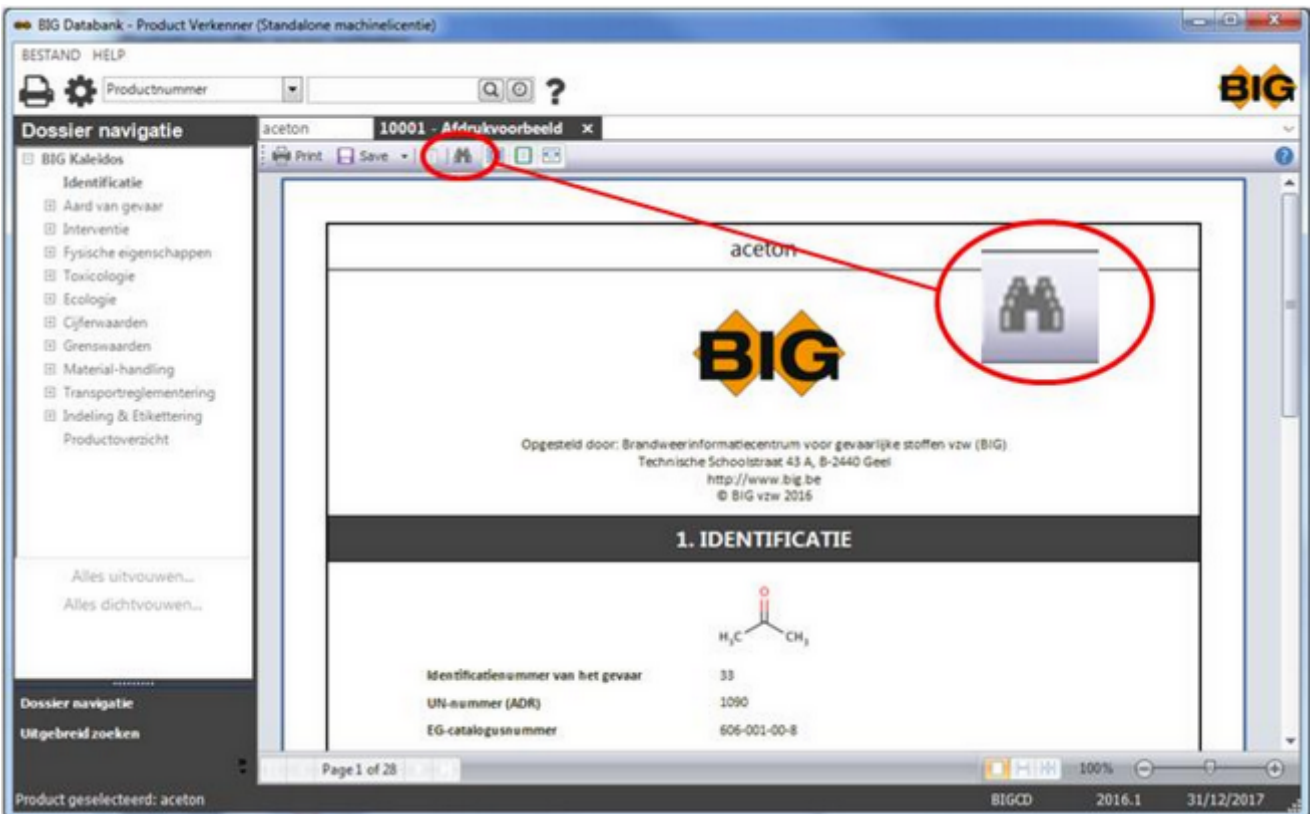 BIG Databank - Product Verkenner (Standalone machinelicentie)
BESTAND HELP
Productnummer
?
BIG
Dossier navigatie
aceton
10001 - Afdrukvoorbeeld x
BIG Kaleidos
Identificatie
Aard van gevaar
Interventie
Fysische eigenschappen
Toxicologie
Ecologie
Cijferwaarden
Grenswaarden
Material-handling
Transportreglementering
Indeling & Etikettering
Productoverzicht
Alles uitvouwen...
Alles dichtvouwen...
Dossier navigatie
Uitgebreid zoeken
Print Save
?
aceton
BIG
Opgesteld door: Brandweerinformatiecentrum voor gevaarlijke stoffen vzw (BIG)
Technische Schoolstraat 43 A, B-2440 Geel
http://www.big.be
© BIG vzw 2016
1. IDENTIFICATIE
O
H3C CH3
Identificatienummer van het gevaar 33
UN-nummer (ADR) 1090
EG-catalogusnummer 606-001-00-8
Page 1 of 28
100%
Product geselecteerd: aceton
BIGCD 2016.1 31/12/2017